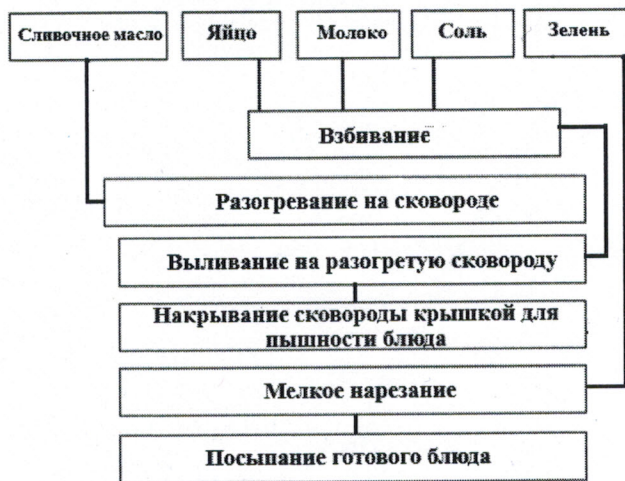 Сливочное масло
Яйцо
Молоко
Соль
Зелень
Взбивание
Разогревание на сковороде
Выливание на разогретую сковороду
Накрывание сковороды крышкой для
пышности блюда
Мелкое нарезание
Посыпание готового блюда